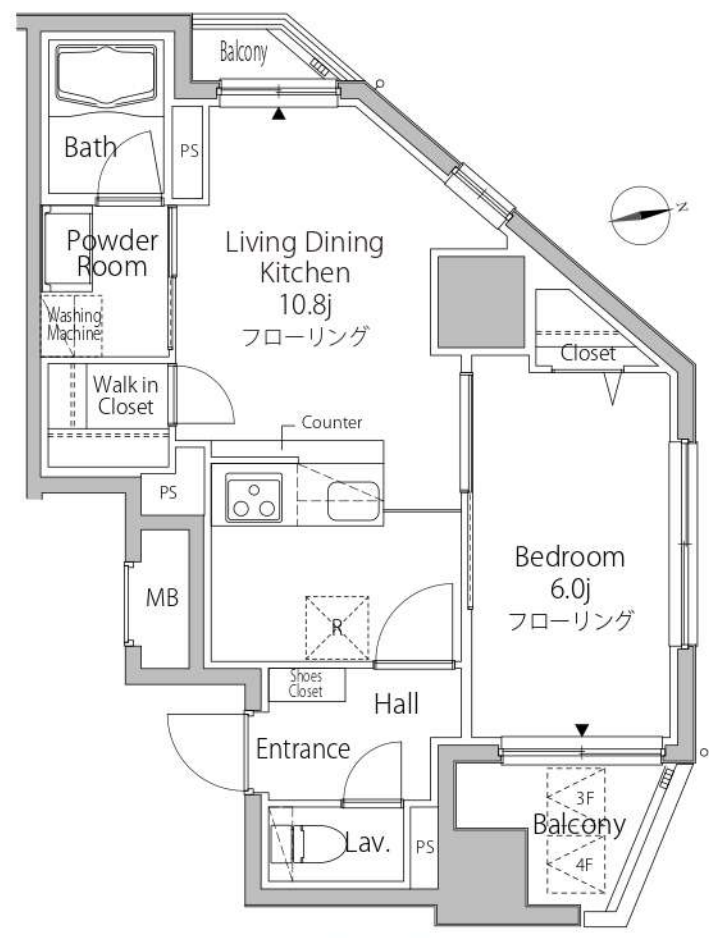 Balcony
Bath
PS
Powder
Room
Living Dining
Kitchen
10.8j
フローリング
N
Washing
Machine
Walk in
Closet
Closet
Counter
PS
MB
Bedroom
6.0j
フローリング
R
Shoes
Closet
Hall
Entrance
Lav.
PS
3F
Balcony
4F